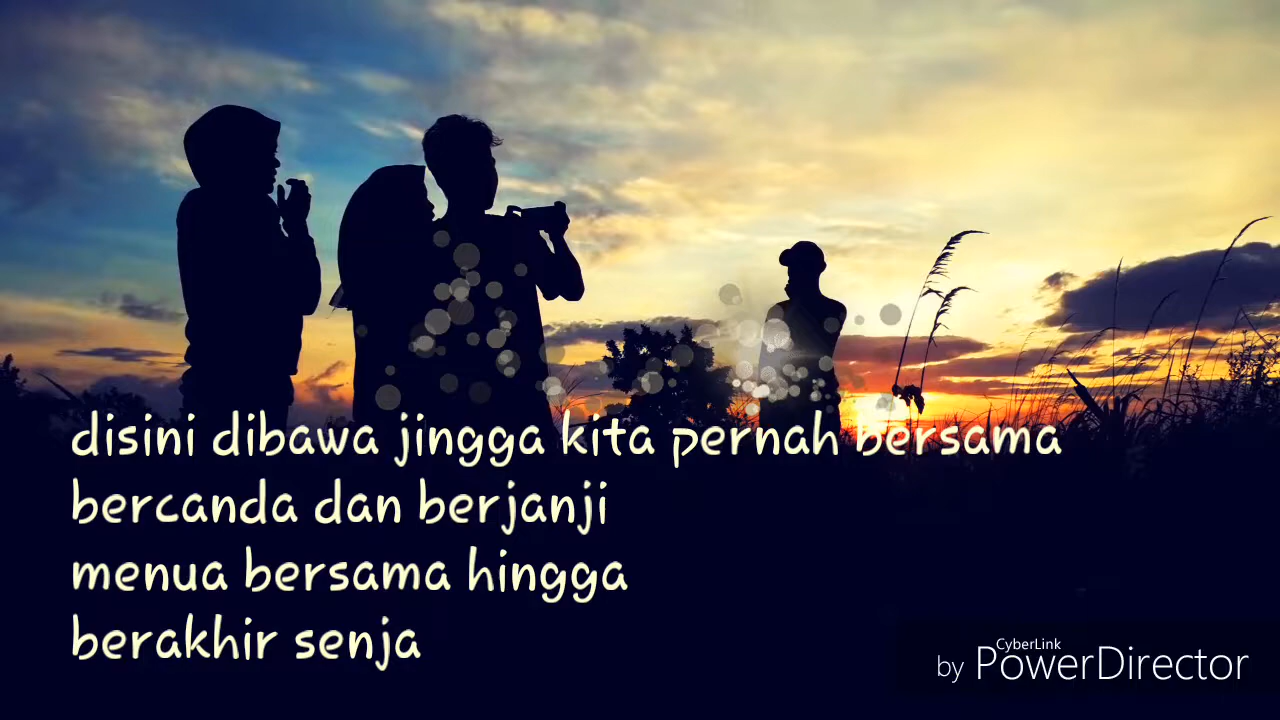 disini dibawa jingga kita pernah bersama
bercanda dan berjanji
menua bersama hingga
berakhir senja
by CyberLink PowerDirector